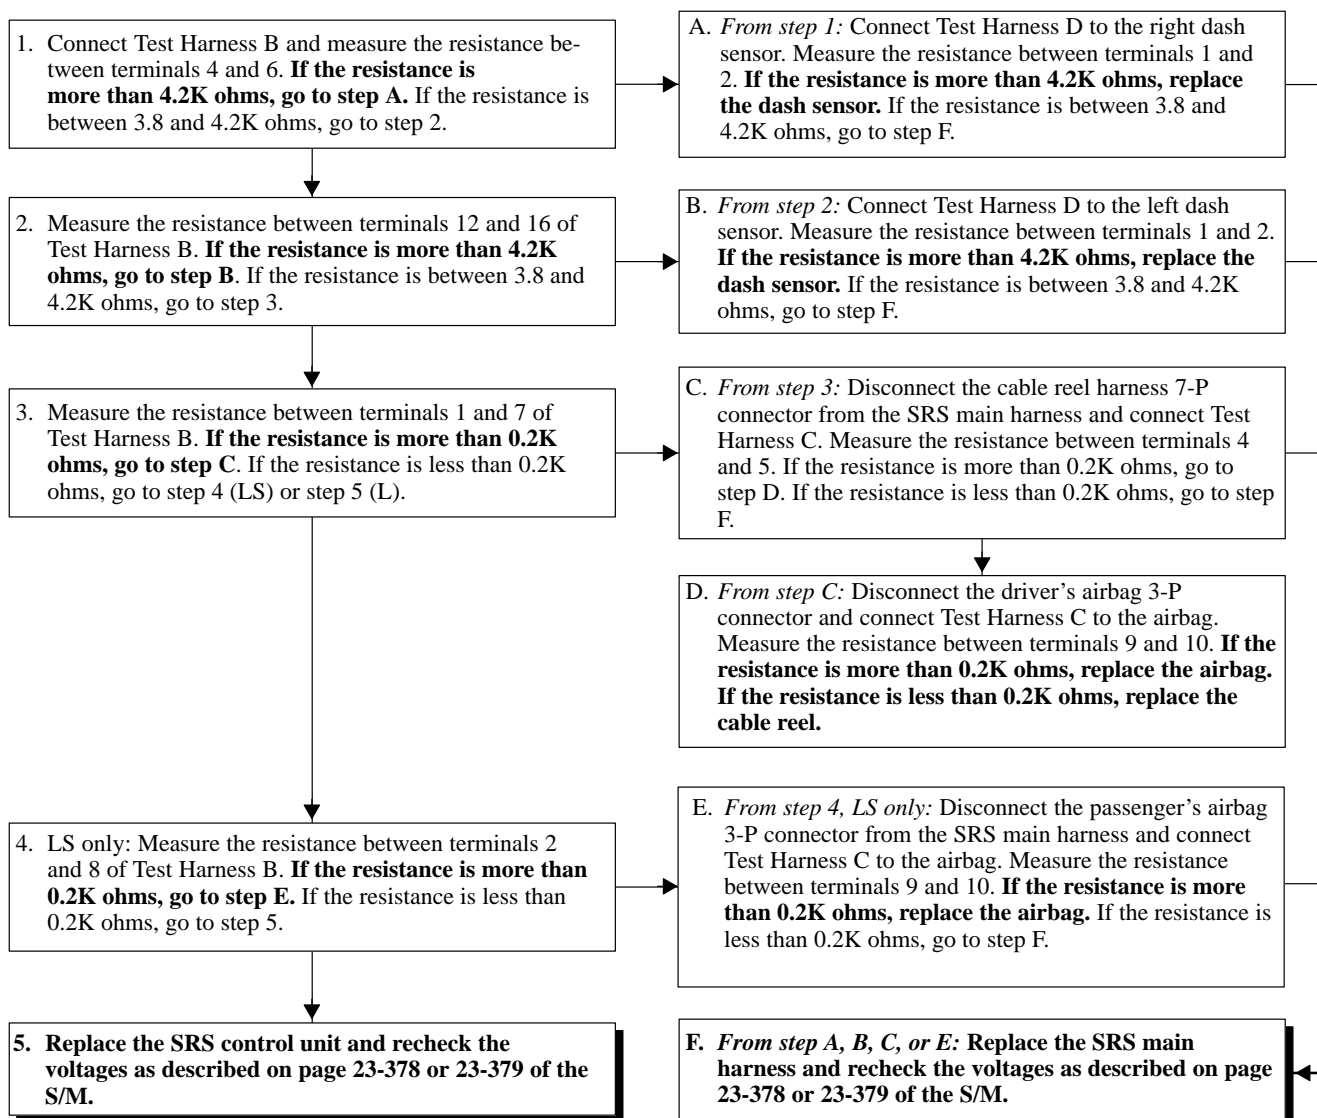 1. Connect Test Harness B and measure the resistance be-
tween terminals 4 and 6. If the resistance is
more than 4.2K ohms, go to step A. If the resistance is
between 3.8 and 4.2K ohms, go to step 2.
A. From step 1: Connect Test Harness D to the right dash
sensor. Measure the resistance between terminals 1 and
2. If the resistance is more than 4.2K ohms, replace
the dash sensor. If the resistance is between 3.8 and
4.2K ohms, go to step F.
2. Measure the resistance between terminals 12 and 16 of
Test Harness B. If the resistance is more than 4.2K
ohms, go to step B. If the resistance is between 3.8 and
4.2K ohms, go to step 3.
B. From step 2: Connect Test Harness D to the left dash
sensor. Measure the resistance between terminals 1 and 2.
If the resistance is more than 4.2K ohms, replace the
dash sensor. If the resistance is between 3.8 and 4.2K
ohms, go to step F.
3. Measure the resistance between terminals 1 and 7 of
Test Harness B. If the resistance is more than 0.2K
ohms, go to step C. If the resistance is less than 0.2K
ohms, go to step 4 (LS) or step 5 (L).
C. From step 3: Disconnect the cable reel harness 7-P
connector from the SRS main harness and connect Test
Harness C. Measure the resistance between terminals 4
and 5. If the resistance is more than 0.2K ohms, go to
step D. If the resistance is less than 0.2K ohms, go to step
F.
D. From step C: Disconnect the driver's airbag 3-P
connector and connect Test Harness C to the airbag.
Measure the resistance between terminals 9 and 10. If the
resistance is more than 0.2K ohms, replace the airbag.
If the resistance is less than 0.2K ohms, replace the
cable reel.
4. LS only: Measure the resistance between terminals 2
and 8 of Test Harness B. If the resistance is more than
0.2K ohms, go to step E. If the resistance is less than
0.2K ohms, go to step 5.
E. From step 4, LS only: Disconnect the passenger's airbag
3-P connector from the SRS main harness and connect
Test Harness C to the airbag. Measure the resistance
between terminals 9 and 10. If the resistance is more
than 0.2K ohms, replace the airbag. If the resistance is
less than 0.2K ohms, go to step F.
5. Replace the SRS control unit and recheck the
voltages as described on page 23-378 or 23-379 of the
S/M.
F. From step A, B, C, or E: Replace the SRS main
harness and recheck the voltages as described on page
23-378 or 23-379 of the S/M.